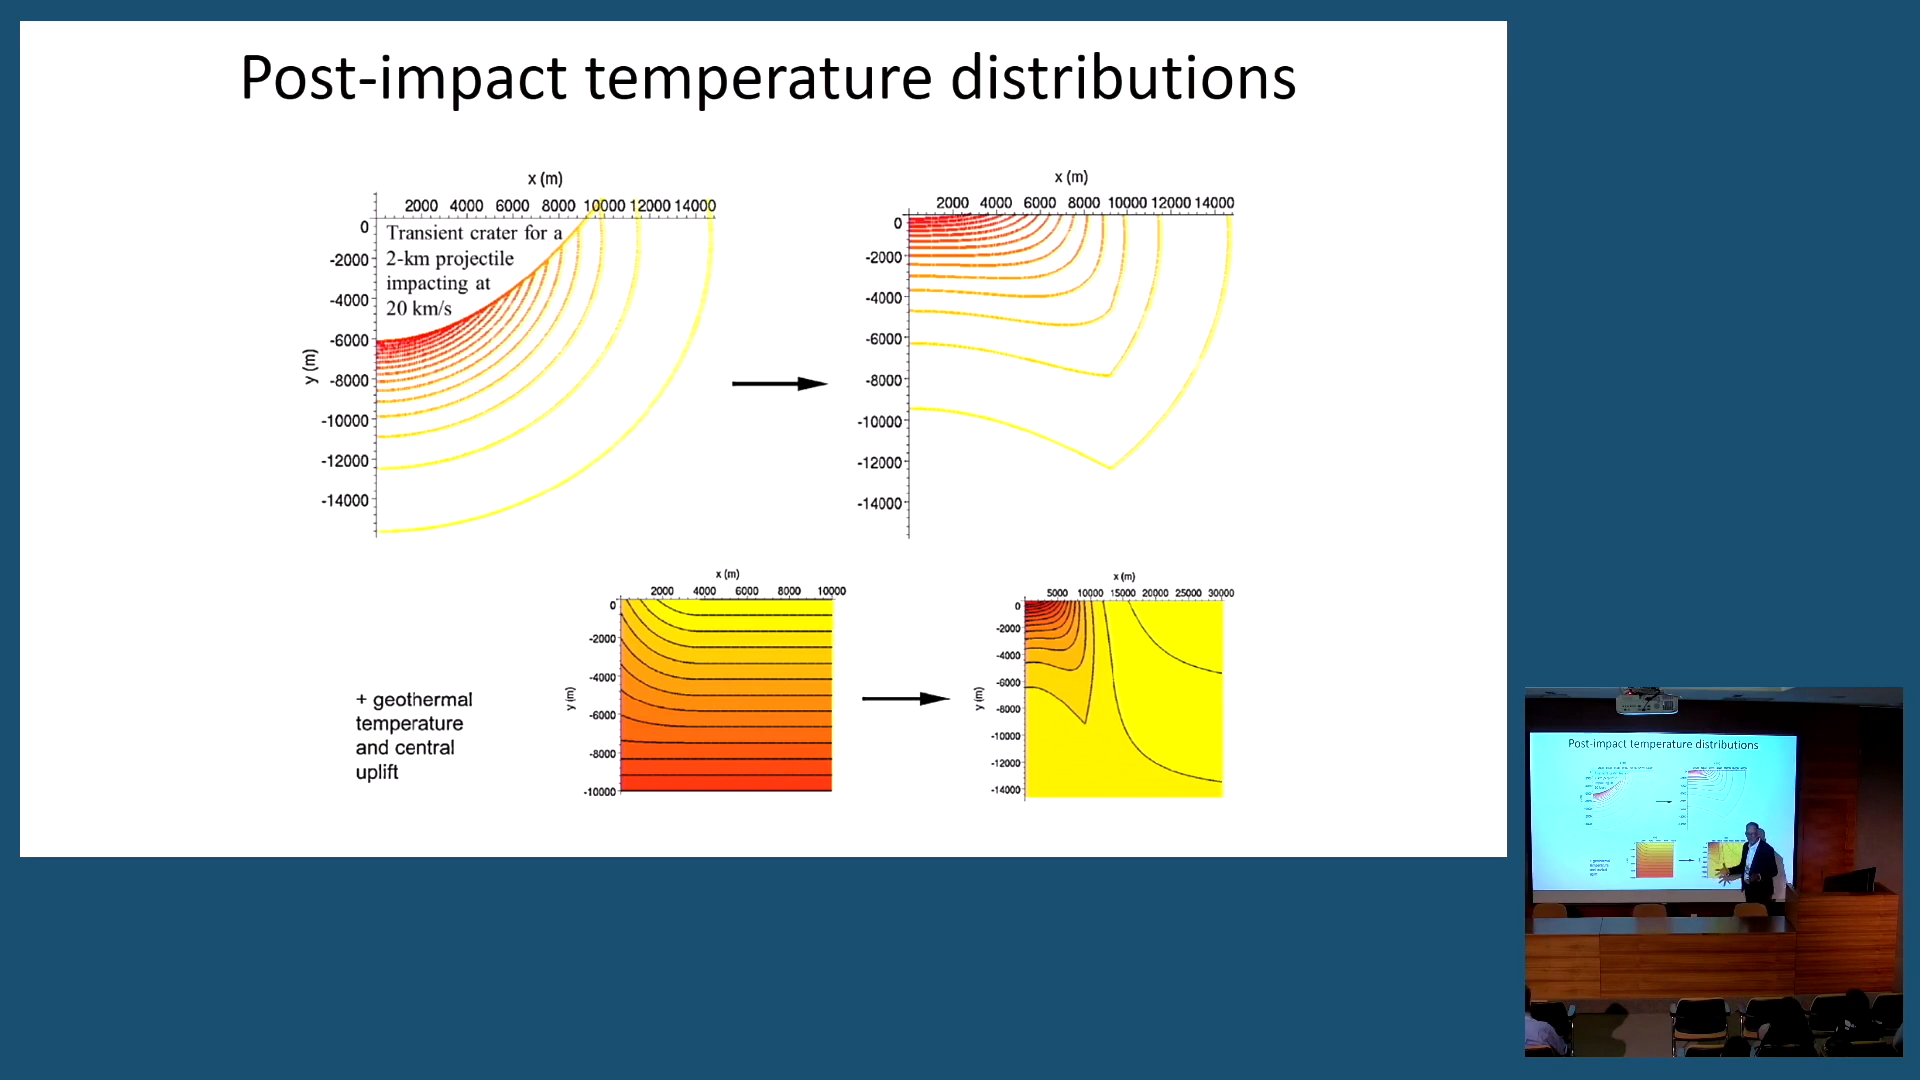 Post-impact temperature distributions
x (m)
2000 4000 6000 8000 10000 12000 14000
0
-2000
-4000
-6000
-8000
-10000
-12000
-14000
y (m)
Transient crater for a
2-km projectile
impacting at
20 km/s
x (m)
2000 4000 6000 8000 10000 12000 14000
0
-2000
-4000
-6000
-8000
-10000
-12000
-14000
+ geothermal
temperature
and central
uplift
x (m)
2000 4000 6000 8000 10000
0
-2000
-4000
-6000
-8000
-10000
y (m)
x (m)
5000 10000 15000 20000 25000 30000
0
-2000
-4000
-6000
-8000
-10000
-12000
-14000
y (m)
Post-impact temperature distributions